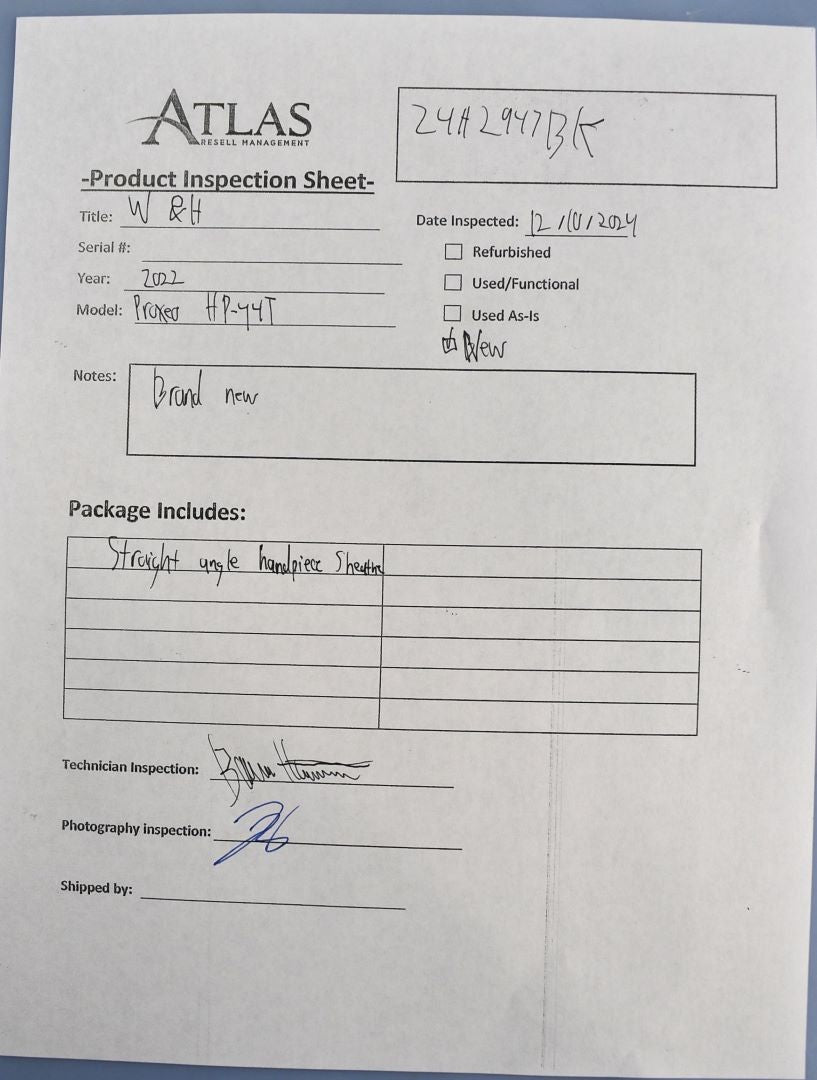 ATLAS
RESELL MANAGEMENT
24A2947BK
-Product Inspection Sheet-
Title: W &H
Date Inspected: 12/10/2024
Serial #:
Refurbished
Year: 2022
Used/Functional
Model: Proxeo HP-44T
Used As-Is
New
Notes: Brand new
Package Includes:
Straight angle handpiece
Technician Inspection:
Photography inspection:
Shipped by: